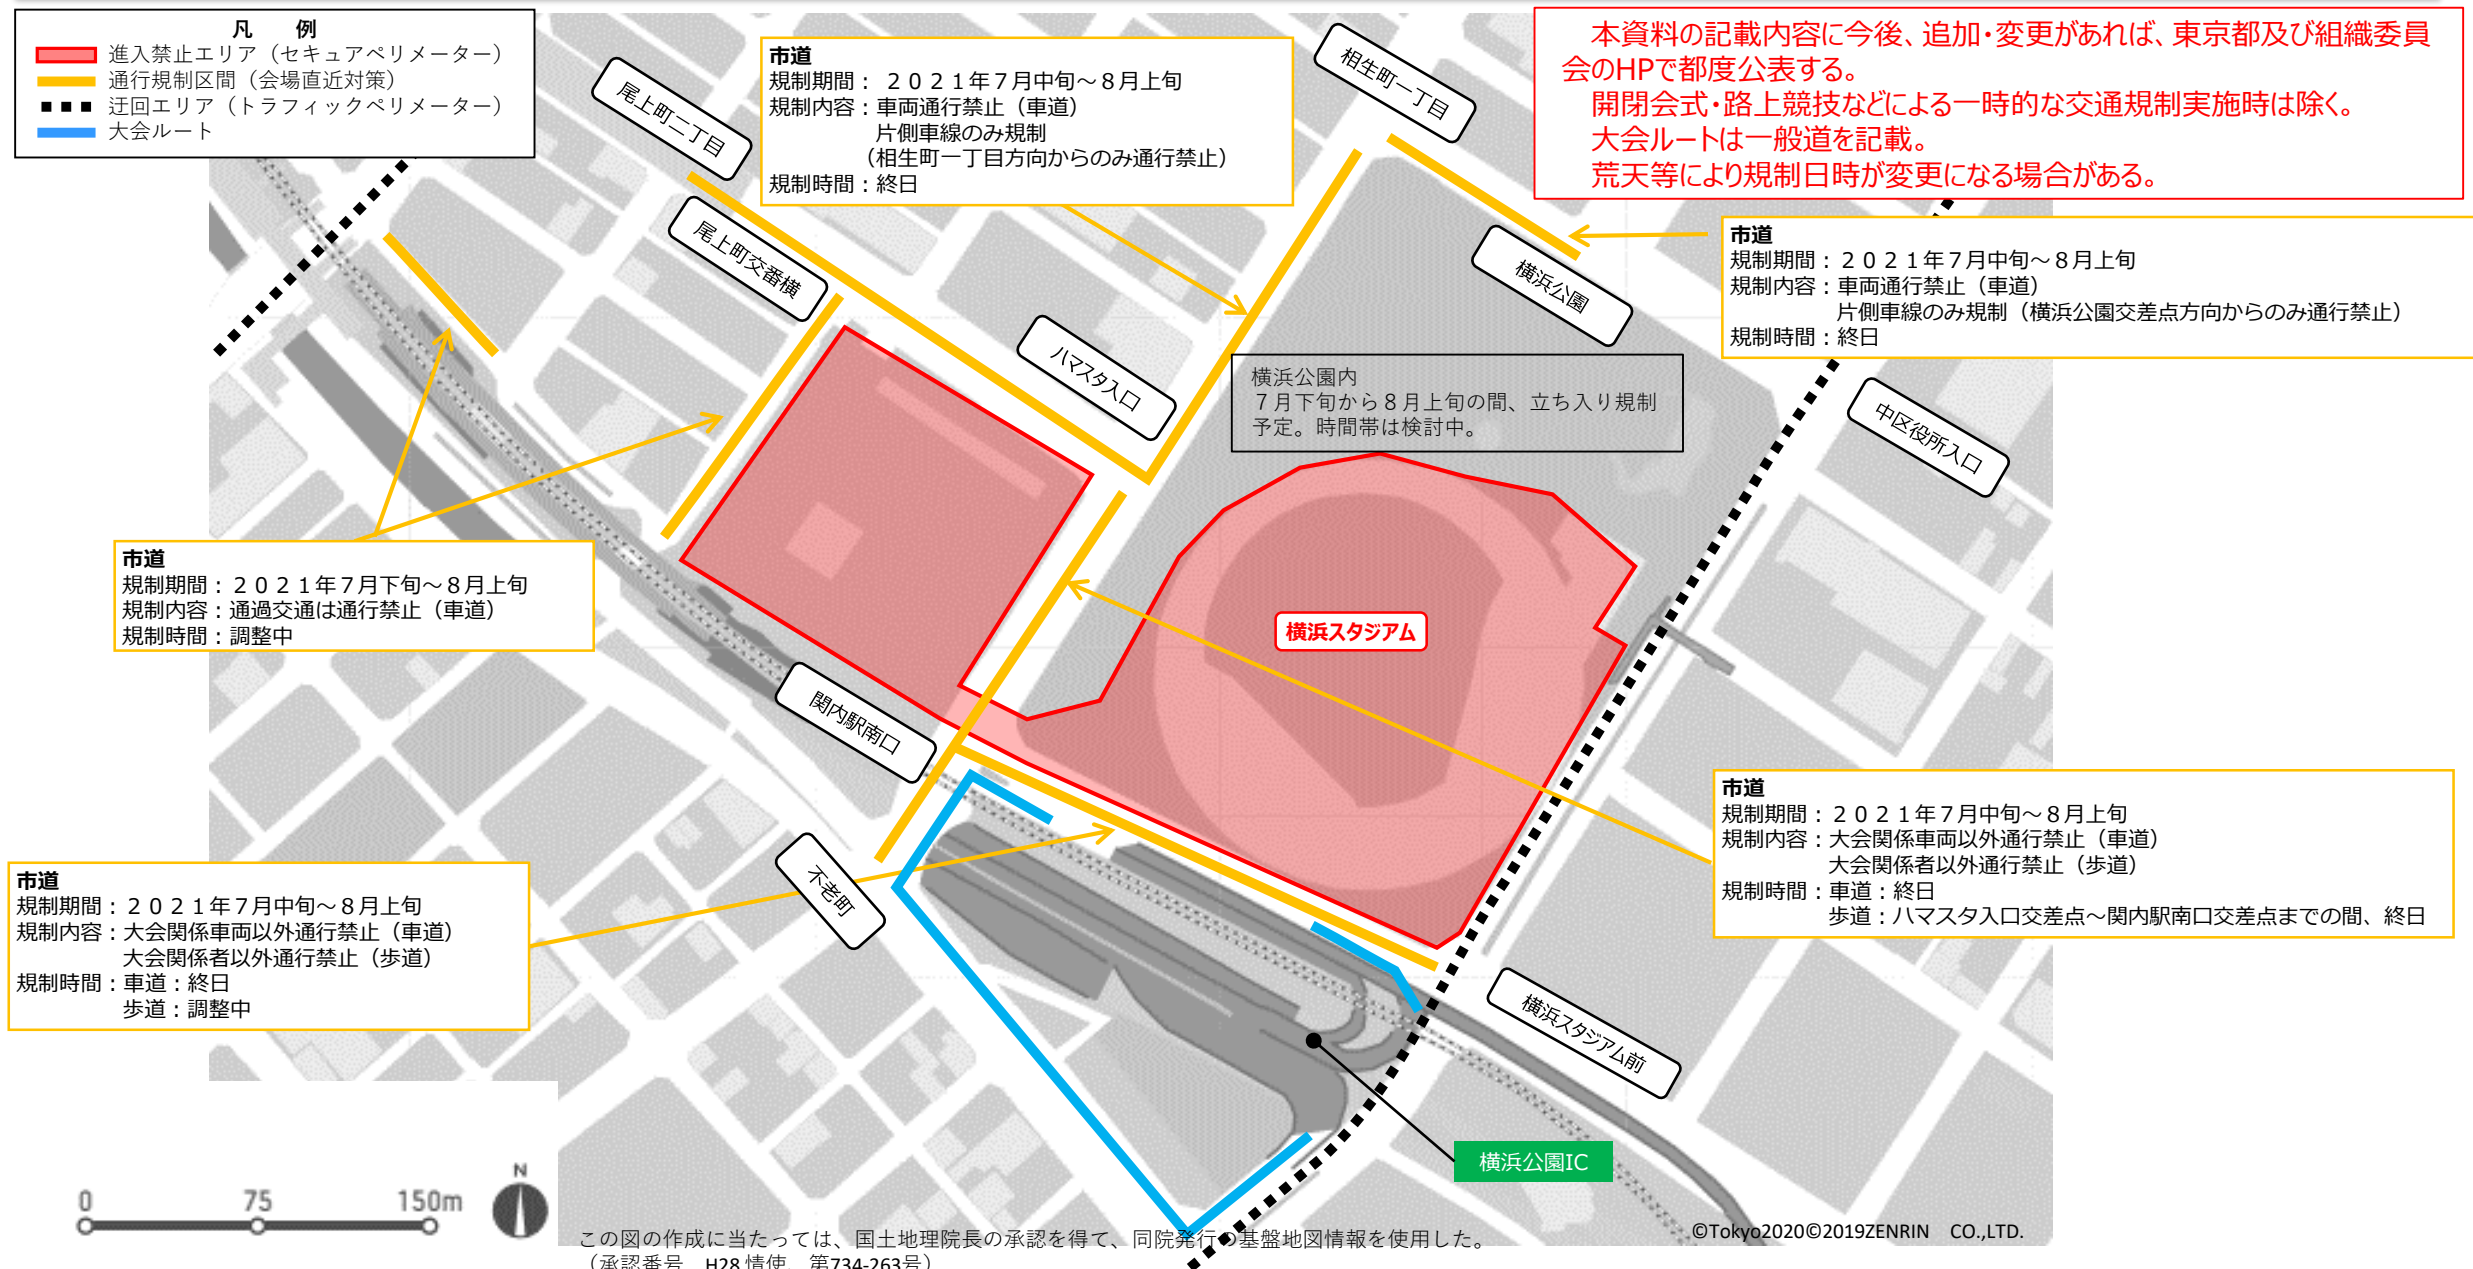 凡 例
進入禁止エリア（セキュアペリメーター）
通行規制区間（会場直近対策）
迂回エリア（トラフィックペリメーター）
大会ルート
市道
規制期間： ２０２１年７月中旬～８月上旬
規制内容：車両通行禁止（車道）
片側車線のみ規制
（相生町一丁目方向からのみ通行禁止）
規制時間：終日
本資料の記載内容に今後、追加・変更があれば、東京都及び組織委員
会のHPで都度公表する。
開閉会式・路上競技などによる一時的な交通規制実施時は除く。
大会ルートは一般道を記載。
荒天等により規制日時が変更になる場合がある。
尾上町二丁目
相生町一丁目
尾上町交番横
横浜公園
ハマスタ入口
中区役所入口
市道
規制期間：２０２１年７月中旬～８月上旬
規制内容：車両通行禁止（車道）
片側車線のみ規制（横浜公園交差点方向からのみ通行禁止）
規制時間：終日
横浜公園内
７月下旬から８月上旬の間、立ち入り規制
予定。時間帯は検討中。
市道
規制期間：２０２１年７月下旬～８月上旬
規制内容：通過交通は通行禁止（車道）
規制時間：調整中
横浜スタジアム
関内駅南口
市道
規制期間：２０２１年７月中旬～８月上旬
規制内容：大会関係車両以外通行禁止（車道）
大会関係者以外通行禁止（歩道）
規制時間：車道：終日
歩道：ハマスタ入口交差点～関内駅南口交差点までの間、終日
不老町
市道
規制期間：２０２１年７月中旬～８月上旬
規制内容：大会関係車両以外通行禁止（車道）
大会関係者以外通行禁止（歩道）
規制時間：車道：終日
歩道：調整中
横浜スタジアム前
横浜公園IC
0 75 150m
N
この図の作成に当たっては、国土地理院長の承認を得て、同院発行の基盤地図情報を使用した。
（承認番号 H28 情使、第734-263号）
©Tokyo2020©2019ZENRIN CO.,LTD.